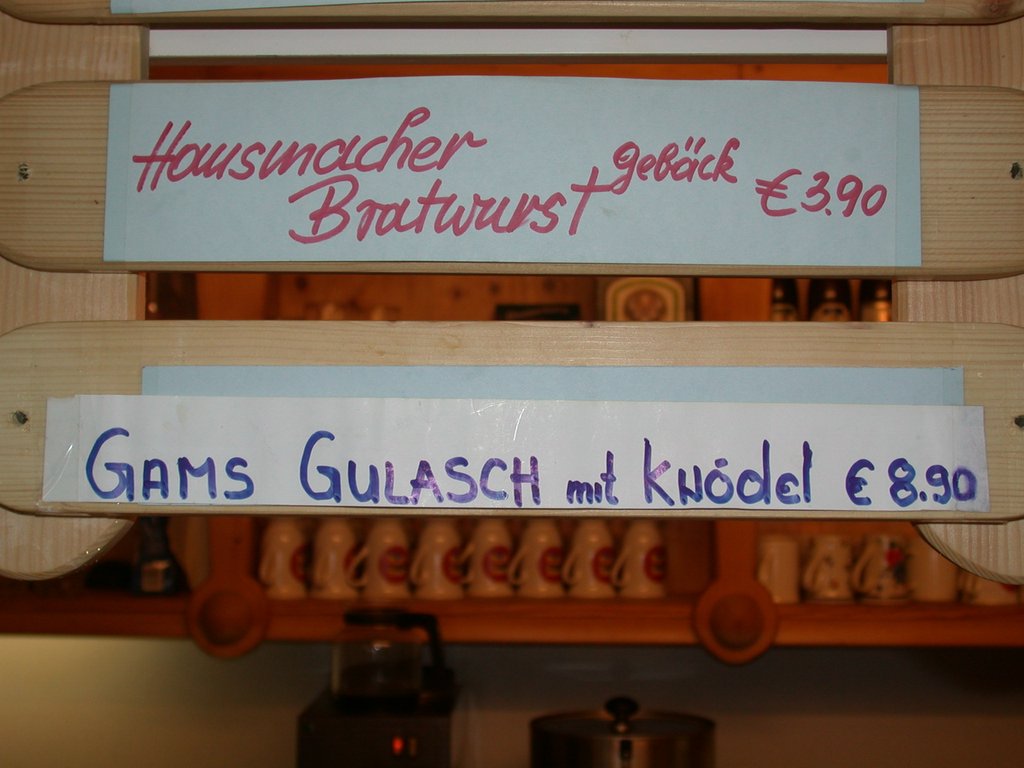 Hausmacher
Bratwurst gebäck € 3.90
GAMS GULASCH mit KNödel € 8.90